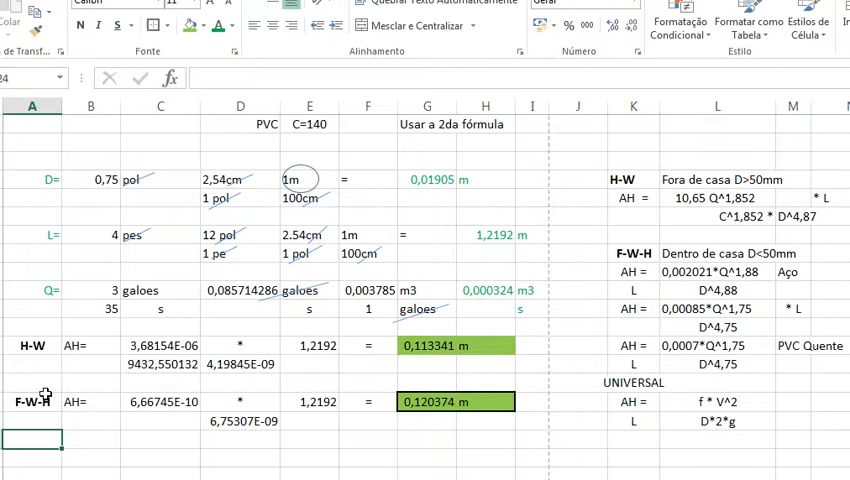 Colar
Calibri 11
Quebrar Texto Automaticamente
N I S A
Mesclar e Centralizar
% 000
Formatação Condicional
Formatar como Tabela
Estilos de Célula
de Transf... Fonte Alinhamento Número Estilo
24 fx
A B C D E F G H I J K L M N
PVC C=140 Usar a 2da fórmula
D= 0,75 pol 2,54cm 1m = 0,01905 m H-W Fora de casa D>50mm
1 pol 100cm AH = 10,65 Q^1,852 * L
C^1,852 * D^4,87
L= 4 pes 12 pol 2.54cm 1m = 1,2192 m
1 pe 1 pol 100cm F-W-H Dentro de casa D<50mm
AH = 0,002021*Q^1,88 Aço
Q= 3 galoes 0,085714286 galoes 0,003785 m3 0,000324 m3 L D^4,88
35 s s 1 galoes s AH = 0,00085*Q^1,75 * L
D^4,75
H-W AH= 3,68154E-06 * 1,2192 = 0,113341 m AH = 0,0007*Q^1,75 PVC Quente
9432,550132 4,19845E-09 L D^4,75
UNIVERSAL
F-W-H AH= 6,66745E-10 * 1,2192 = 0,120374 m AH = f * V^2
6,75307E-09 L D*2*g